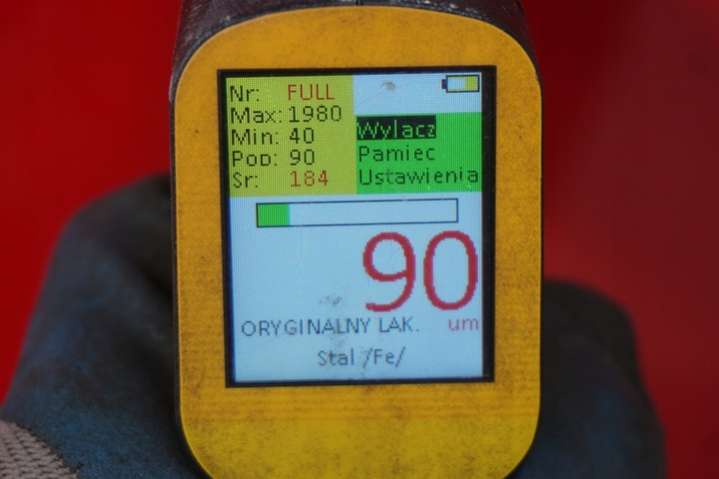 Nr: FULL
Max: 1980
Min: 40
Pop: 90
Sr: 184
Wylacz
Pamiec
Ustawienia
90
ORYGINALNY LAK. um
Stal /Fe/